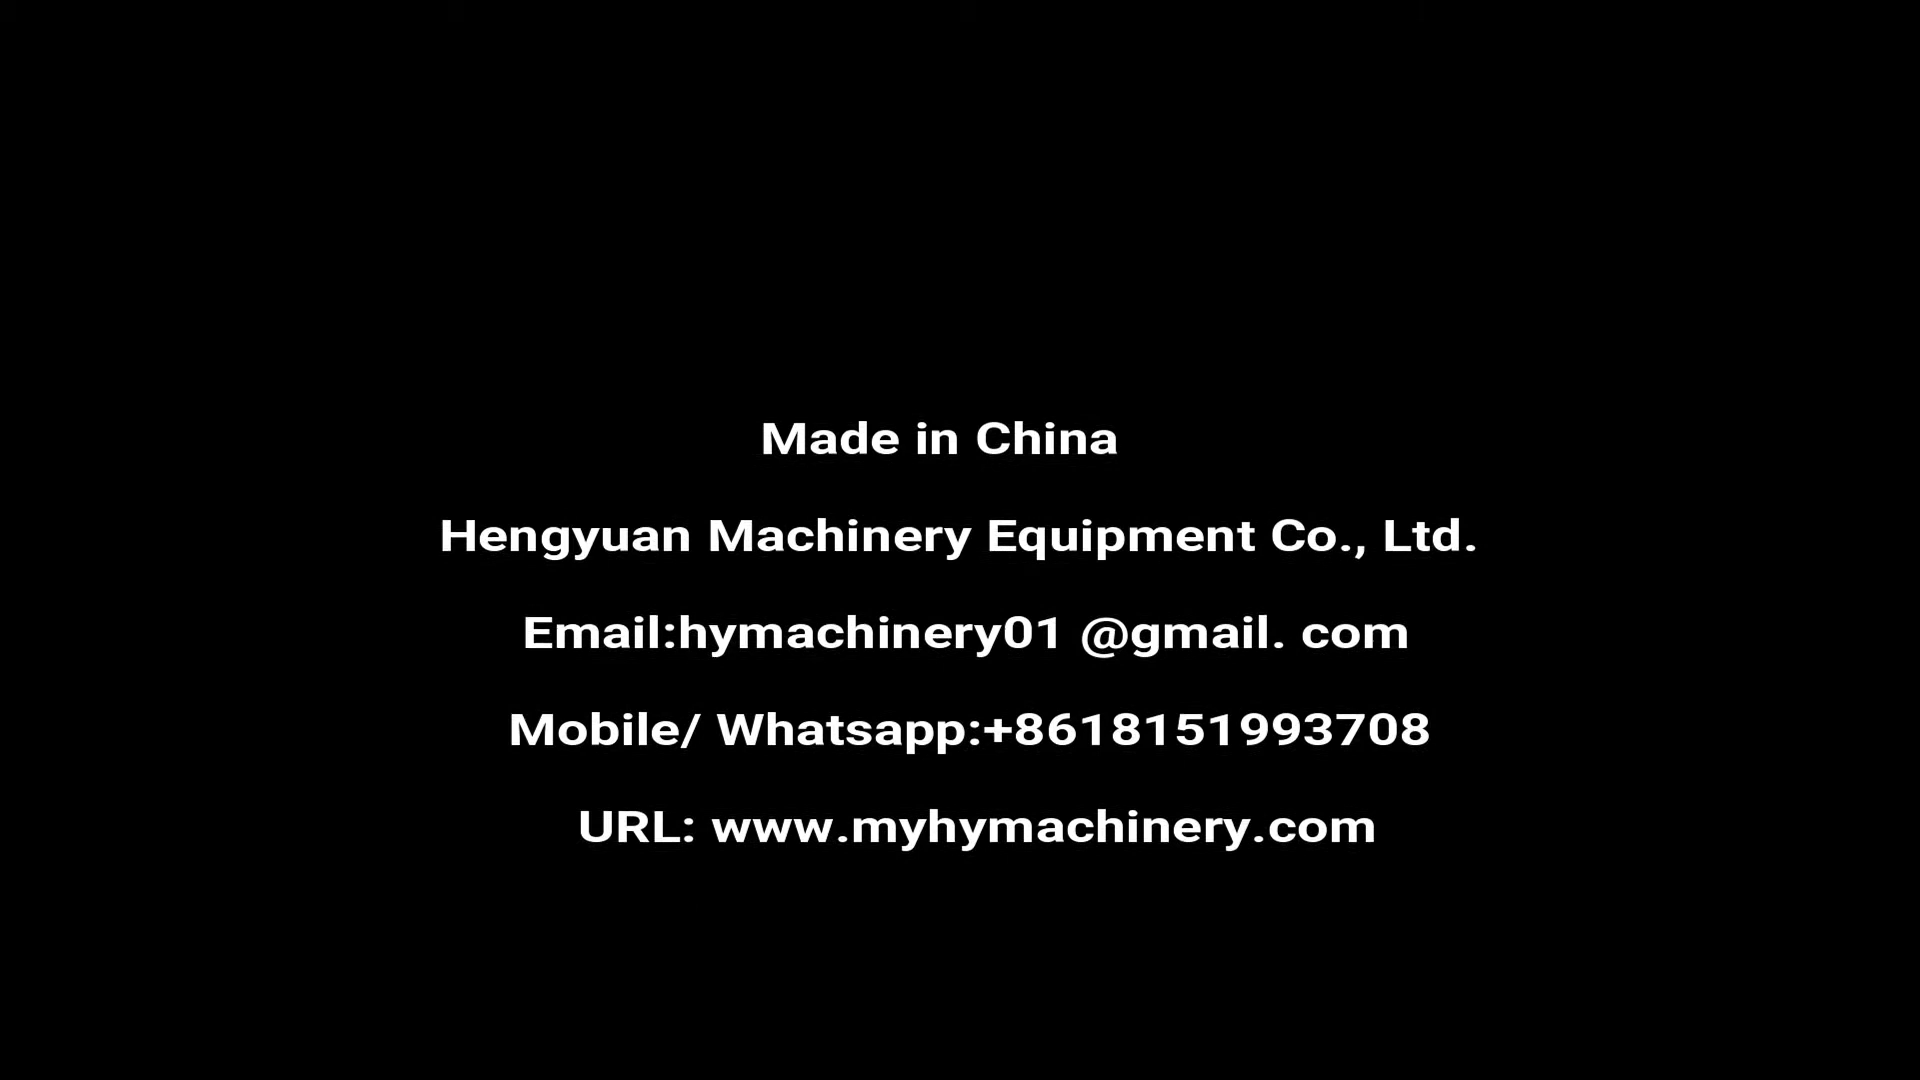 Made in China
Hengyuan Machinery Equipment Co., Ltd.
Email:hymachinery01 @gmail. com
Mobile/ Whatsapp:+8618151993708
URL: www.myhymachinery.com